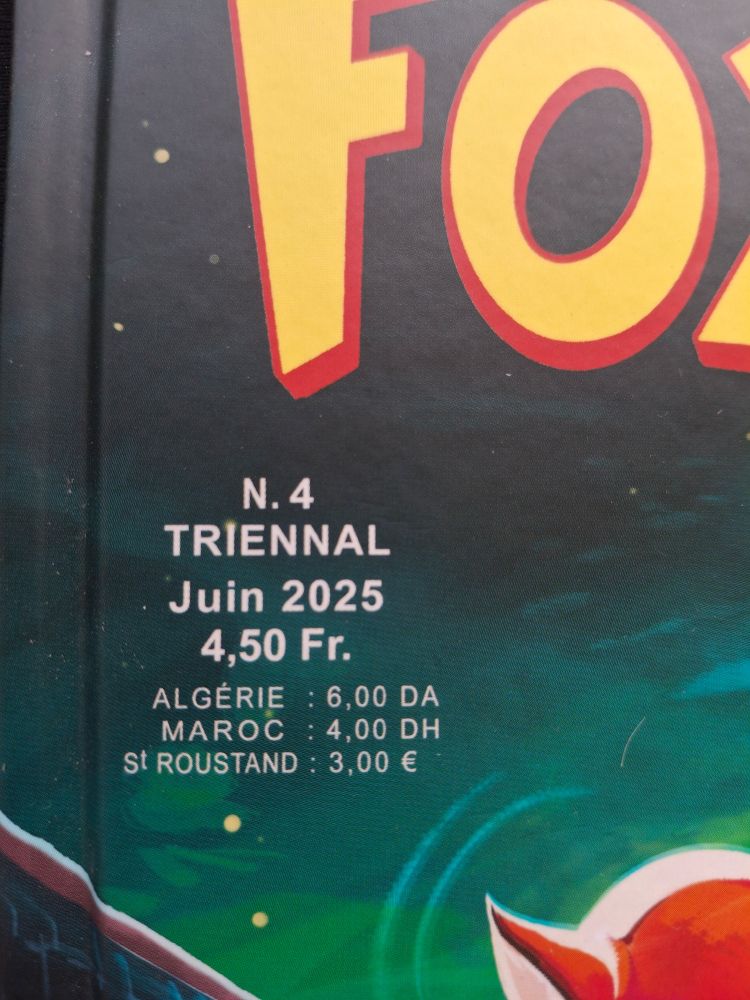 FOX
N. 4
TRIENNAL
Juin 2025
4,50 Fr.
ALGÉRIE : 6,00 DA
MAROC : 4,00 DH
St ROUSTAND : 3,00 €